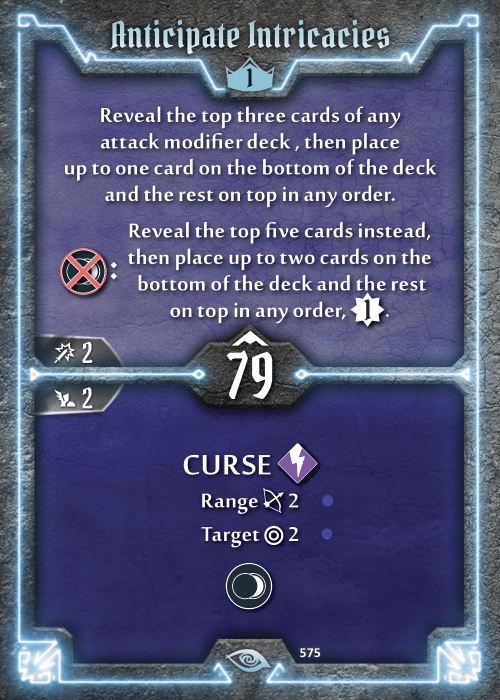 Anticipate Intricacies
1
Reveal the top three cards of any
attack modifier deck , then place
up to one card on the bottom of the deck
and the rest on top in any order.
Reveal the top five cards instead,
: then place up to two cards on the
bottom of the deck and the rest
on top in any order, 1 .
2
79
2
CURSE
Range 2
Target 2
575